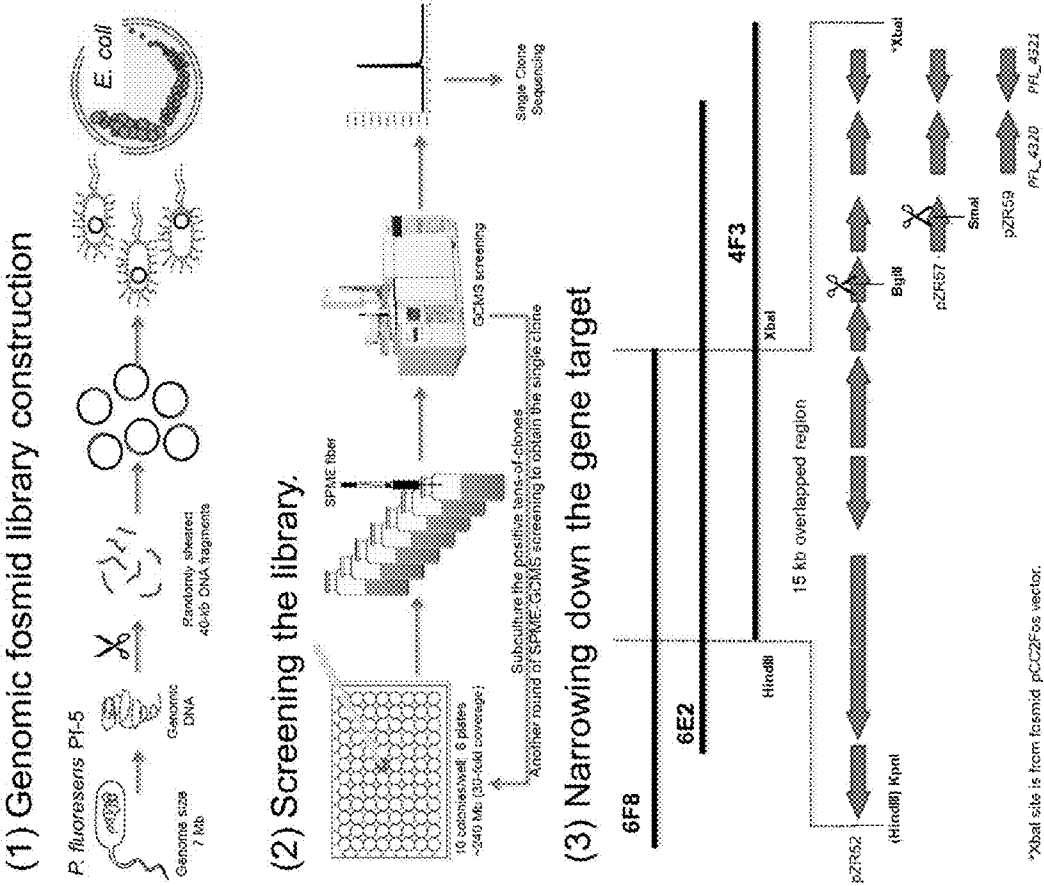 (1) Genomic fosmid library construction
P. fluoresens Pf-5
Genome size
7 Mb
Genomic
DNA
Randomly sheared
40-kb DNA fragments
E. coli
(2) Screening the library.
10 colonies/well, 6 plates
~240 Mb (30-fold coverage)
SPME fiber
GCMS screening
Single Clone
Sequencing
Subculture the positive tens-of-clones
Another round of SPME-GCMS screening to obtain the single clone
(3) Narrowing down the gene target
6F8
6E2
4F3
HindIII
XbaI
15 kb overlapped region
pZR52
(HindIII) KpnI
BglII
*XbaI
pZR57
SmaI
pZR59
PFL_4320
PFL_4321
*XbaI site is from fosmid pCC2Fos vector.